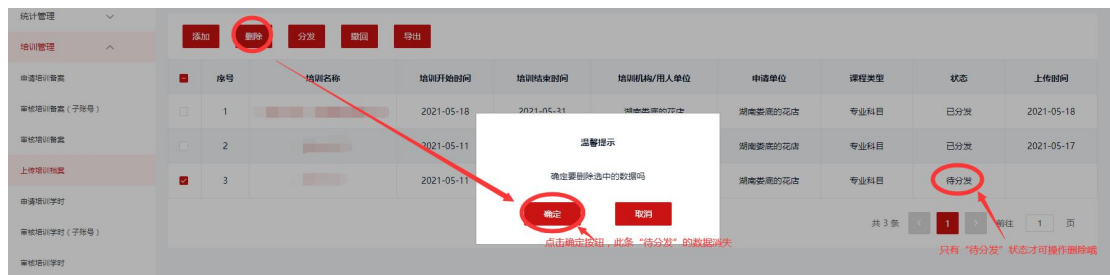 统计管理
培训管理
申请培训备案
审核培训备案（子账号）
审核培训备案
上传培训档案
申请培训学时
审核培训学时（子账号）
审核培训学时
添加 删除 分发 撤回 导出
序号 培训名称 培训开始时间 培训结束时间 培训机构/用人单位 申请单位 课程类型 状态 上传时间
1 2021-05-18 2021-05-31 湖南娄底的花店 湖南娄底的花店 专业科目 已分发 2021-05-18
2 2021-05-11 湖南娄底的花店 专业科目 已分发 2021-05-17
3 2021-05-11 湖南娄底的花店 专业科目 待分发
温馨提示
确定要删除选中的数据吗
确定 取消
点击确定按钮，此条“待分发”的数据消失
共 3 条 1 前往 1 页
只有“待分发”状态才可操作删除哦